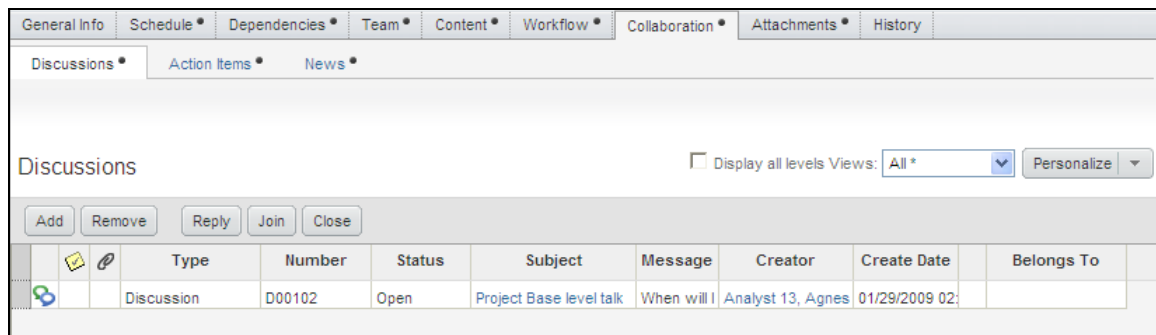 General Info Schedule Dependencies Team Content Workflow Collaboration Attachments History
Discussions Action Items News
Discussions Display all levels Views: All * Personalize
Add Remove Reply Join Close
Type Number Status Subject Message Creator Create Date Belongs To
Discussion D00102 Open Project Base level talk When will I Analyst 13, Agnes 01/29/2009 02: